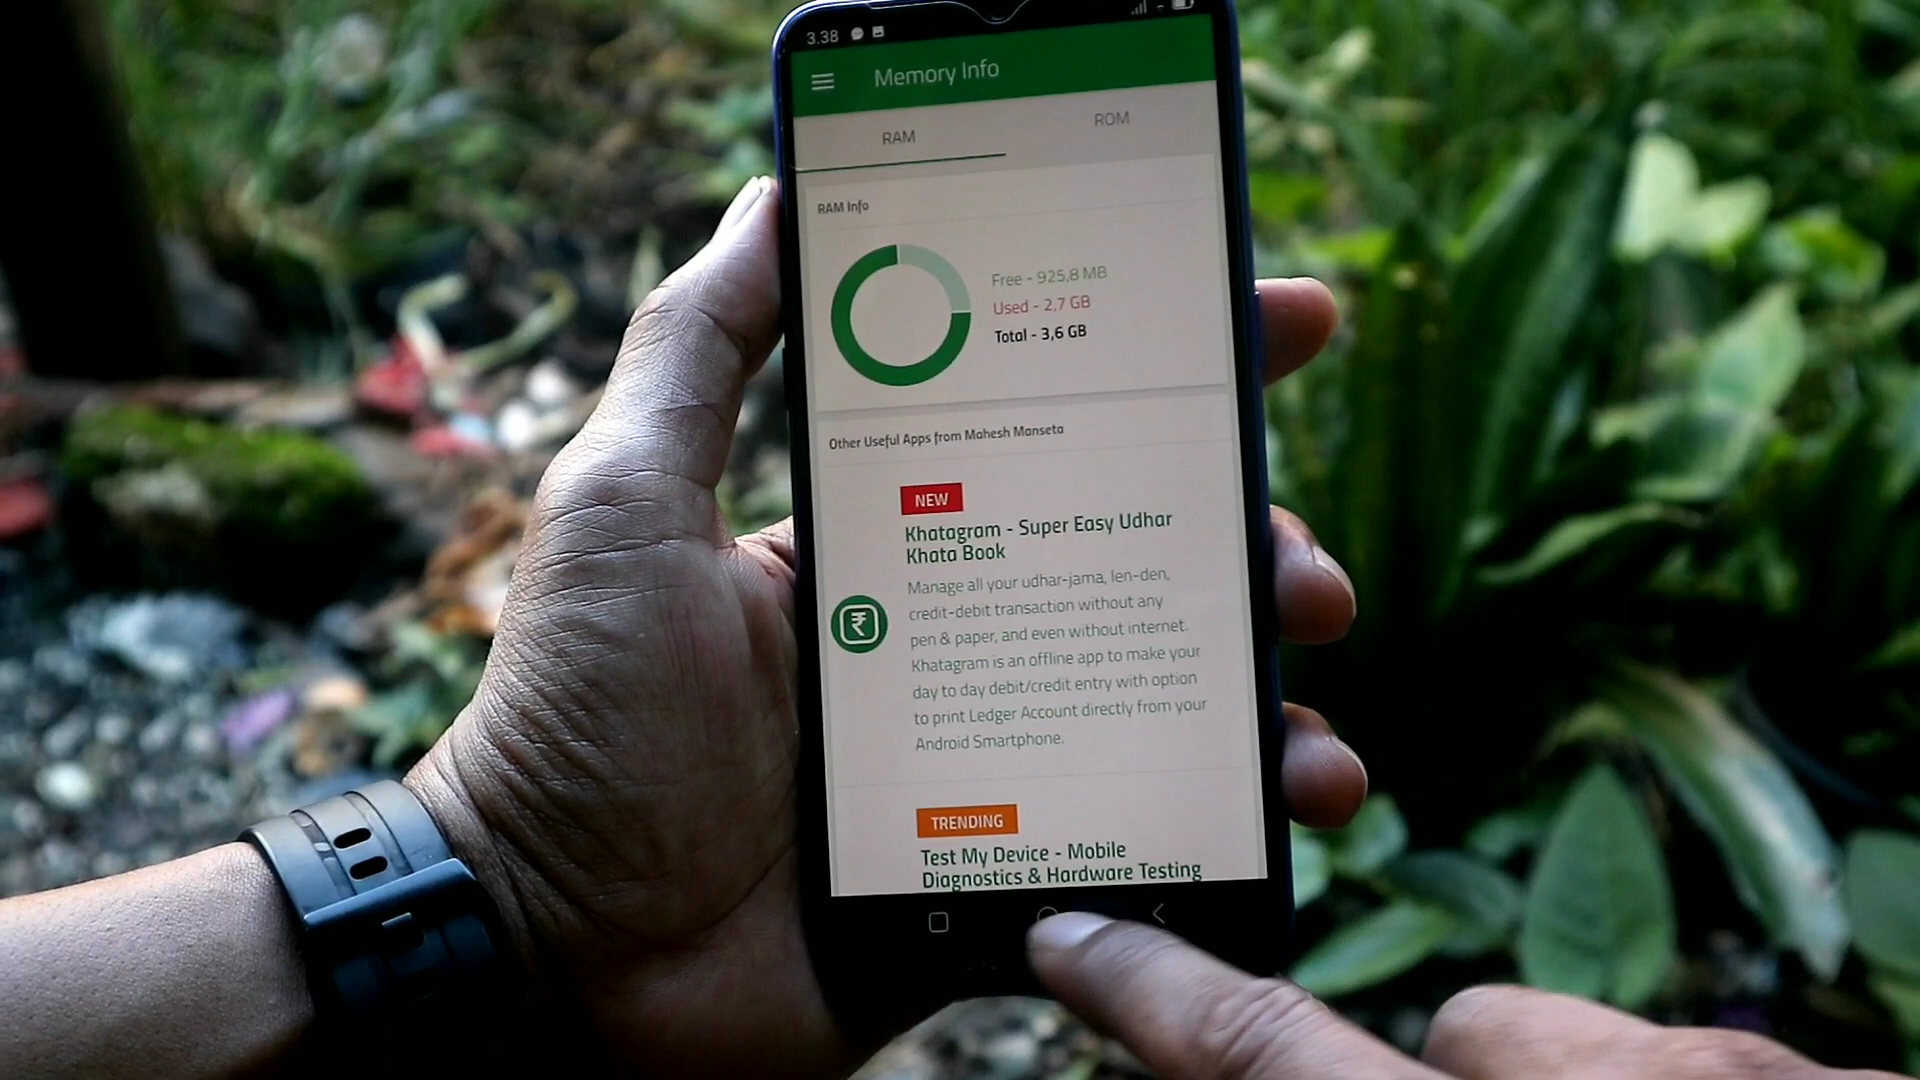 3.38
Memory Info
RAM
ROM
RAM Info
Free - 925,8 MB
Used - 2,7 GB
Total - 3,6 GB
Other Useful Apps from Mahesh Manseta
NEW
Khatagram - Super Easy Udhar
Khata Book
Manage all your udhar-jama, len-den,
credit-debit transaction without any
pen & paper, and even without internet.
Khatagram is an offline app to make your
day to day debit/credit entry with option
to print Ledger Account directly from your
Android Smartphone.
₹
TRENDING
Test My Device - Mobile
Diagnostics & Hardware Testing